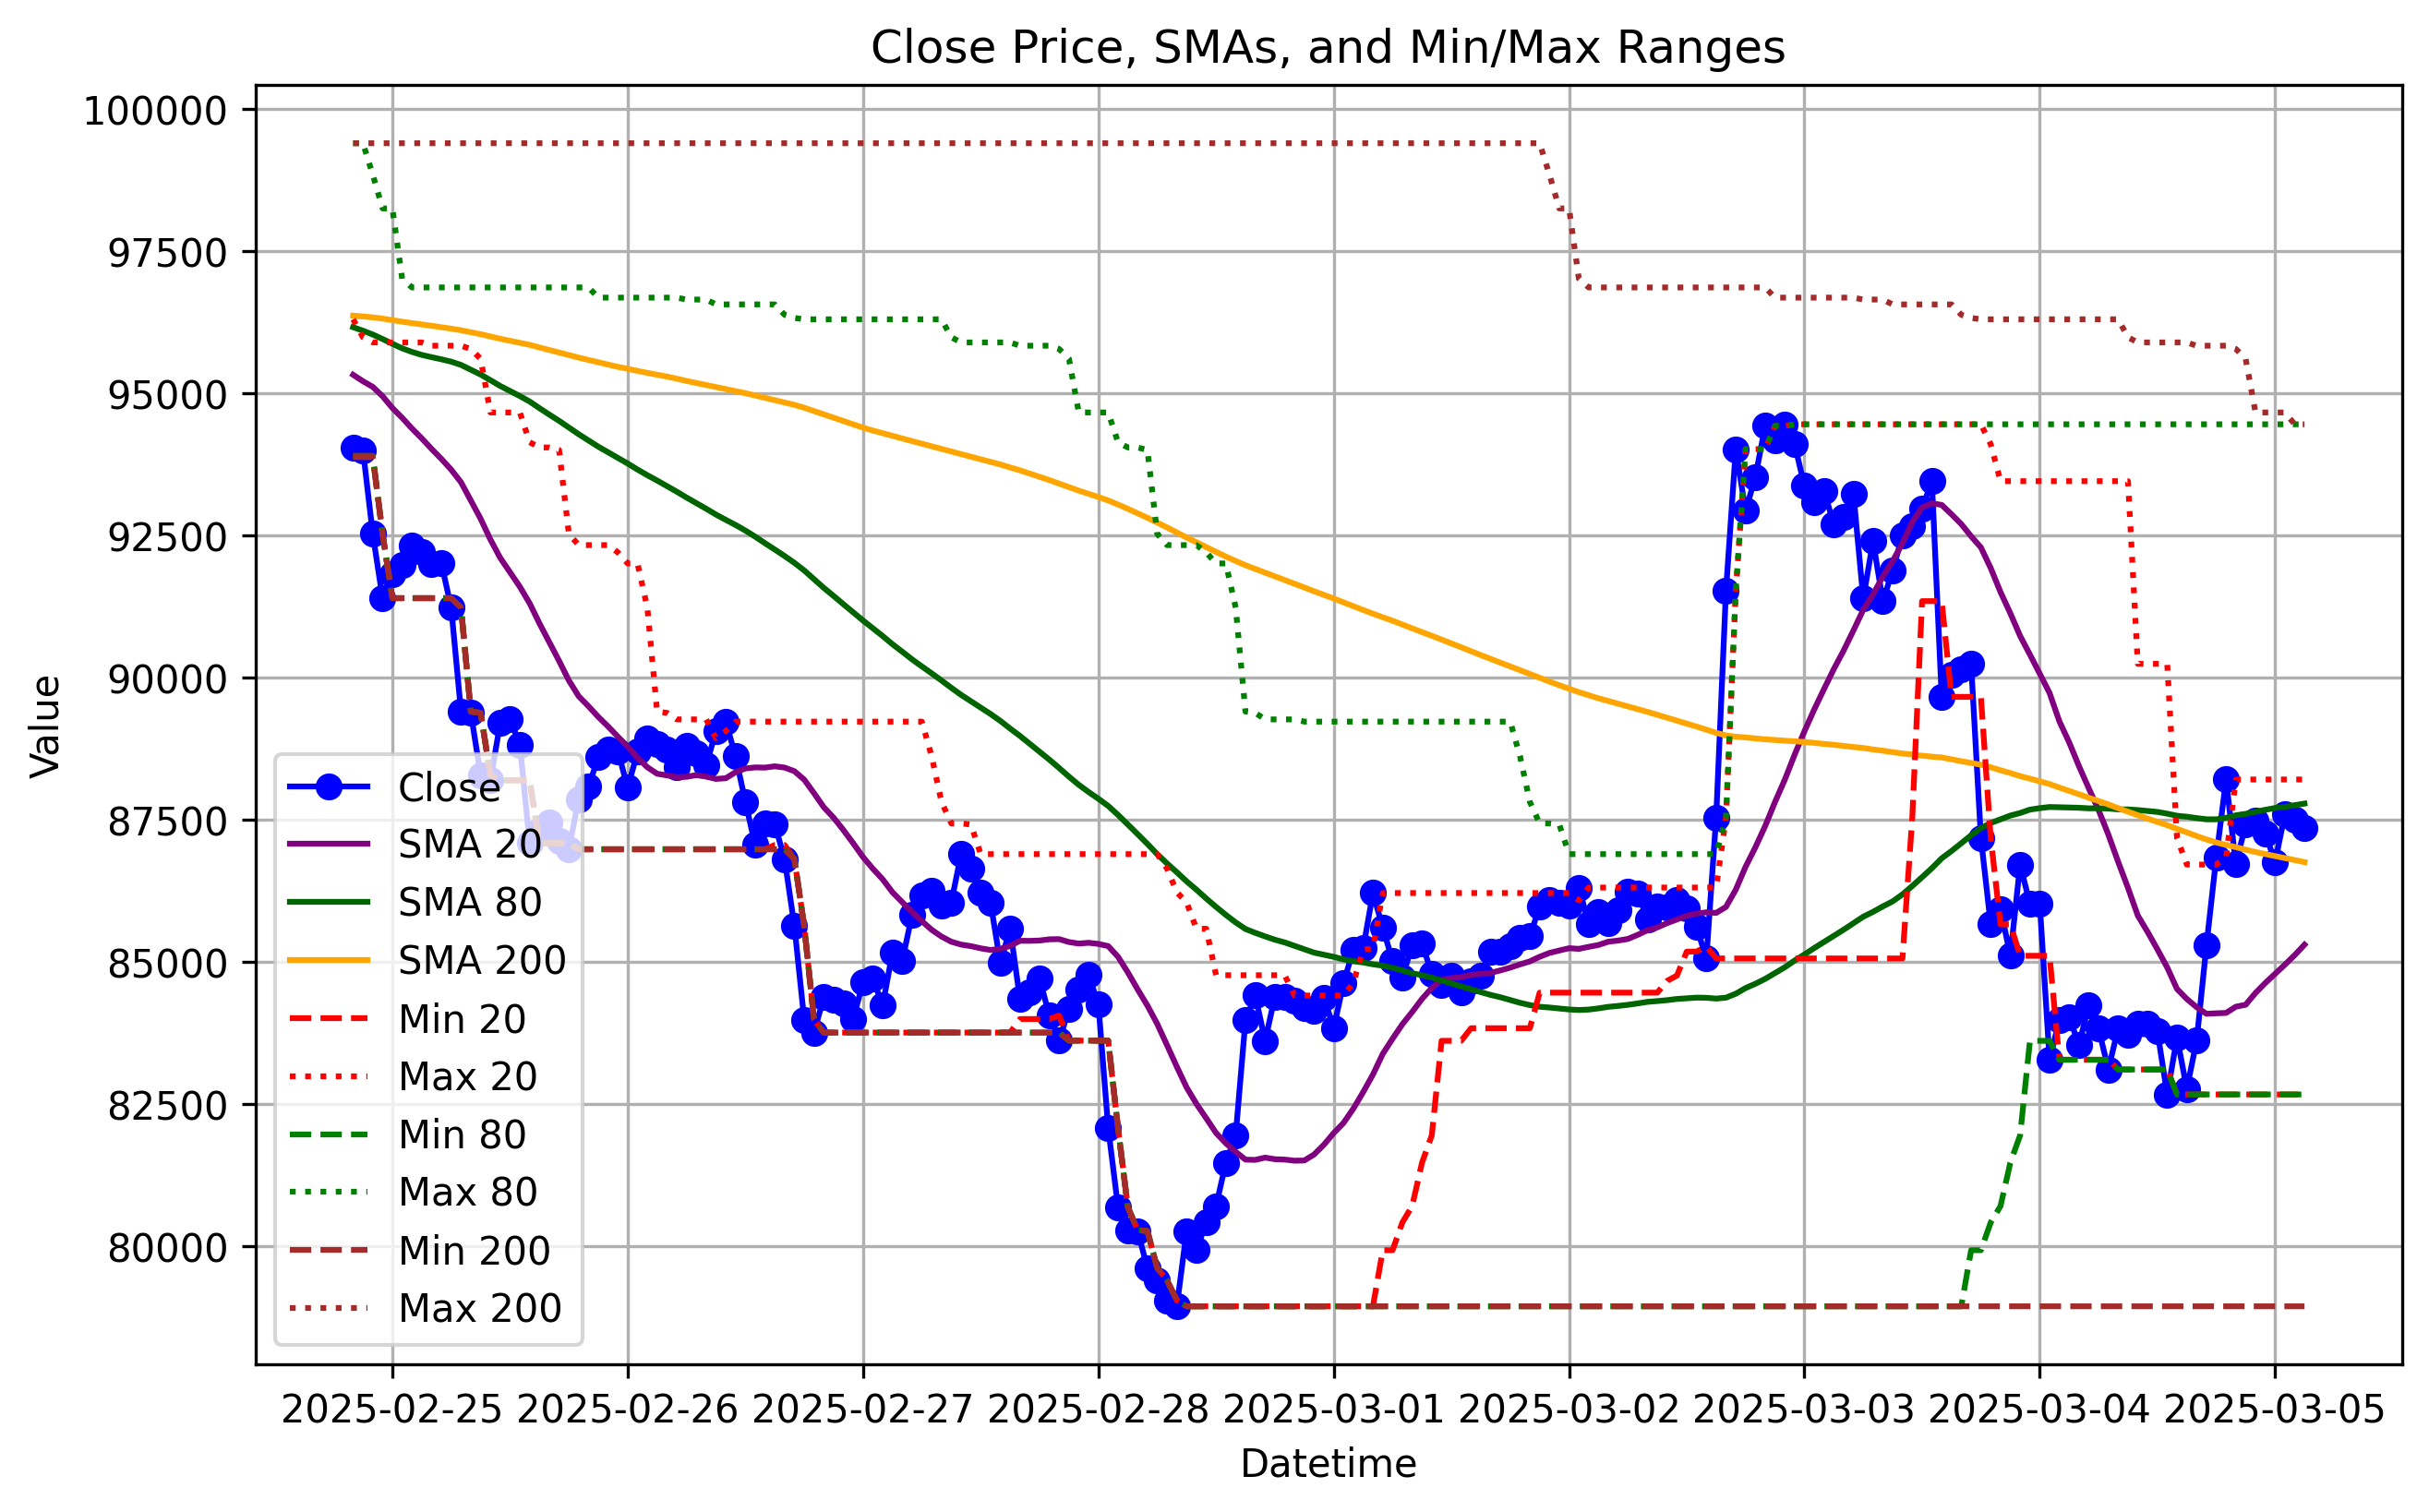 Close Price, SMAs, and Min/Max Ranges
100000
97500
95000
92500
90000
87500
85000
82500
80000
Value
Close
SMA 20
SMA 80
SMA 200
Min 20
Max 20
Min 80
Max 80
Min 200
Max 200
2025-02-25 2025-02-26 2025-02-27 2025-02-28 2025-03-01 2025-03-02 2025-03-03 2025-03-04 2025-03-05
Datetime